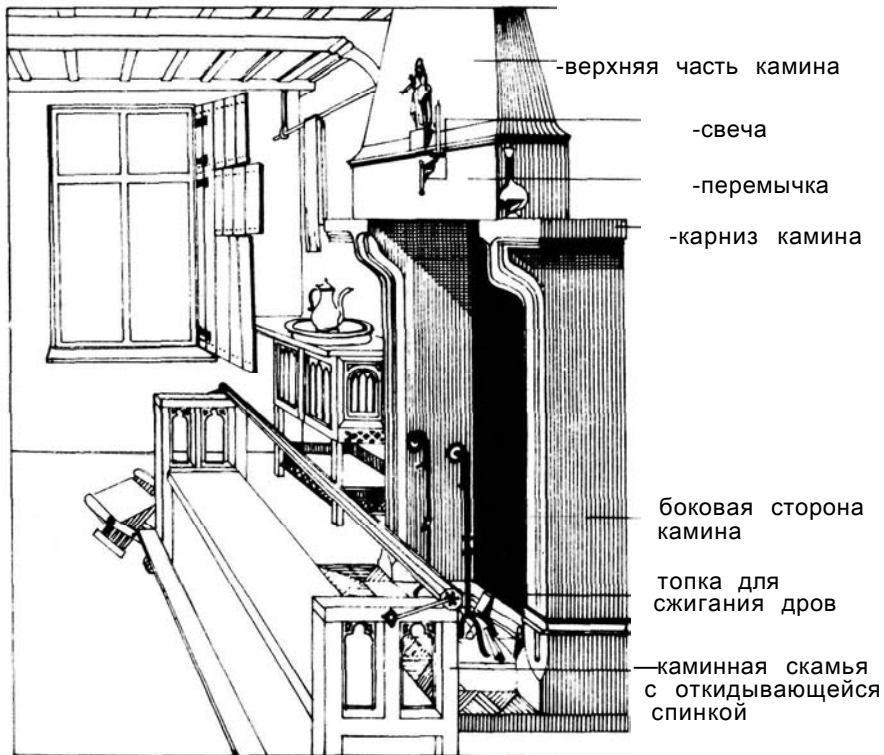 -верхняя часть камина
-свеча
-перемычка
-карниз камина
боковая сторона
камина
топка для
сжигания дров
—каминная скамья
с откидывающейся
спинкой